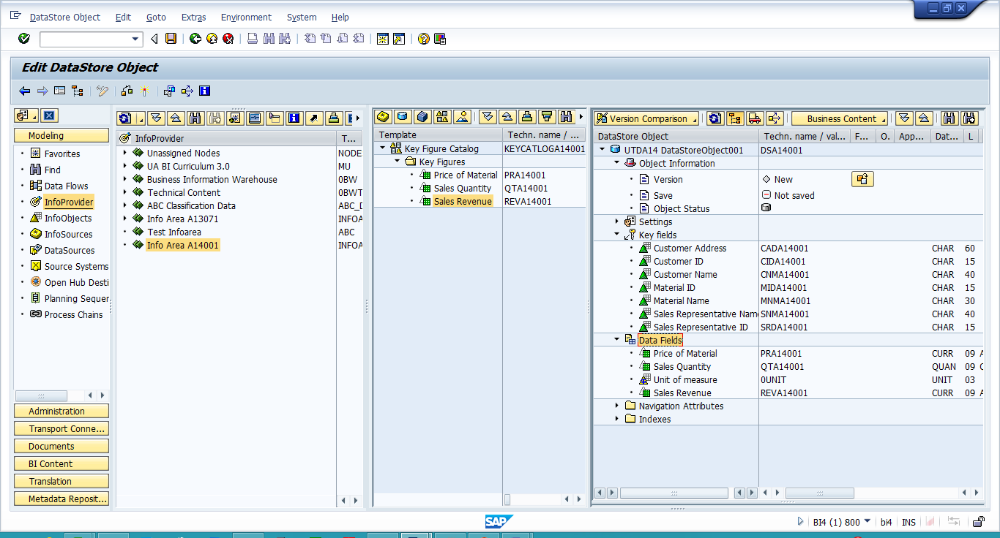 DataStore Object Edit Goto Extras Environment System Help
Edit DataStore Object
Modeling
Favorites
Find
Data Flows
InfoProvider
InfoObjects
InfoSources
DataSources
Source Systems
Open Hub Desti
Planning Sequer
Process Chains
Administration
Transport Conne...
Documents
BI Content
Translation
Metadata Reposit...
InfoProvider T...
Unassigned Nodes NODE
UA BI Curriculum 3.0 MU
Business Information Warehouse 0BW
Technical Content 0BWT
ABC Classification Data ABC_D
Info Area A13071 INFOA
Test Infoarea ABC
Info Area A14001 INFOA
Template Techn. name / ...
Key Figure Catalog KEYCATLOGA14001
Key Figures
Price of Material PRA14001
Sales Quantity QTA14001
Sales Revenue REVA14001
Version Comparison Business Content
DataStore Object Techn. name / val... F... O. App... Dat... L
UTDA14 DataStoreObject001 DSA14001
Object Information
Version New
Save Not saved
Object Status
Settings
Key fields
Customer Address CADA14001 CHAR 60
Customer ID CIDA14001 CHAR 15
Customer Name CNMA14001 CHAR 40
Material ID MIDA14001 CHAR 15
Material Name MNMA14001 CHAR 30
Sales Representative Name SNMA14001 CHAR 40
Sales Representative ID SRDA14001 CHAR 15
Data Fields
Price of Material PRA14001 CURR 09 A
Sales Quantity QTA14001 QUAN 09 0
Unit of measure 0UNIT UNIT 03
Sales Revenue REVA14001 CURR 09 A
Navigation Attributes
Indexes
SAP
BI4 (1) 800 bi4 INS